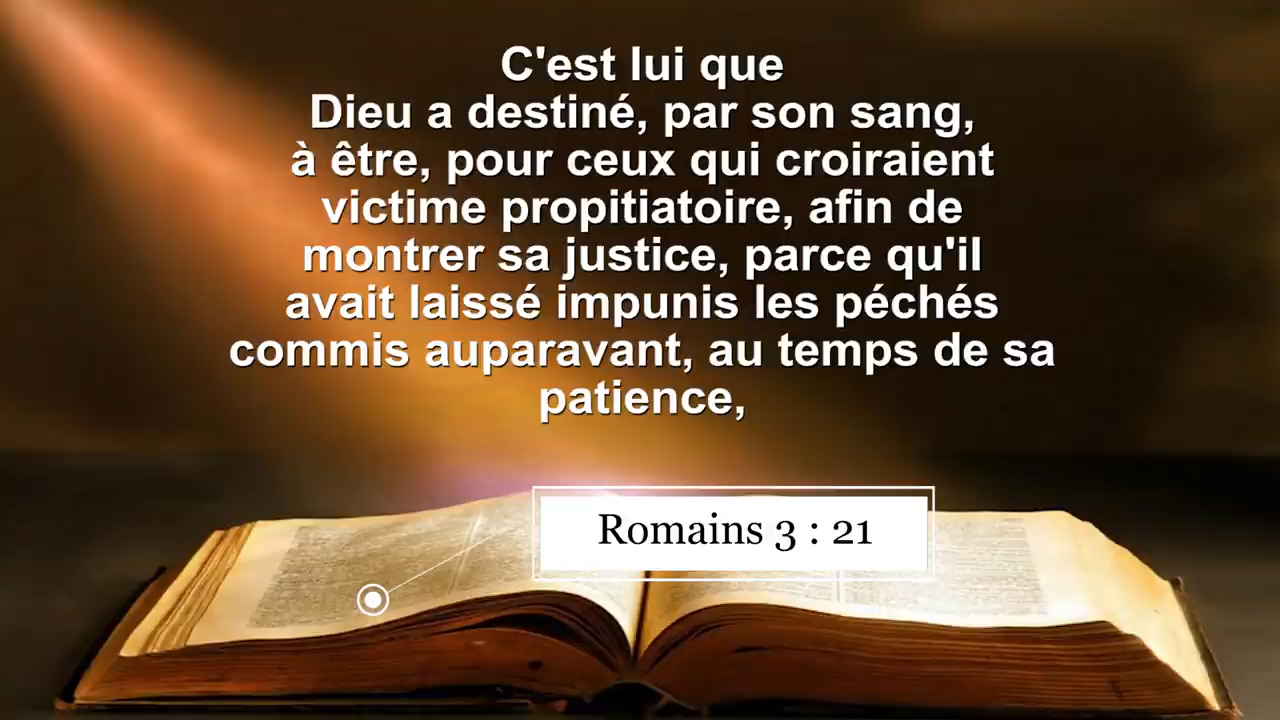 C'est lui que
Dieu a destiné, par son sang,
à être, pour ceux qui croiraient
victime propitiatoire, afin de
montrer sa justice, parce qu'il
avait laissé impunis les péchés
commis auparavant, au temps de sa
patience,
Romains 3 : 21